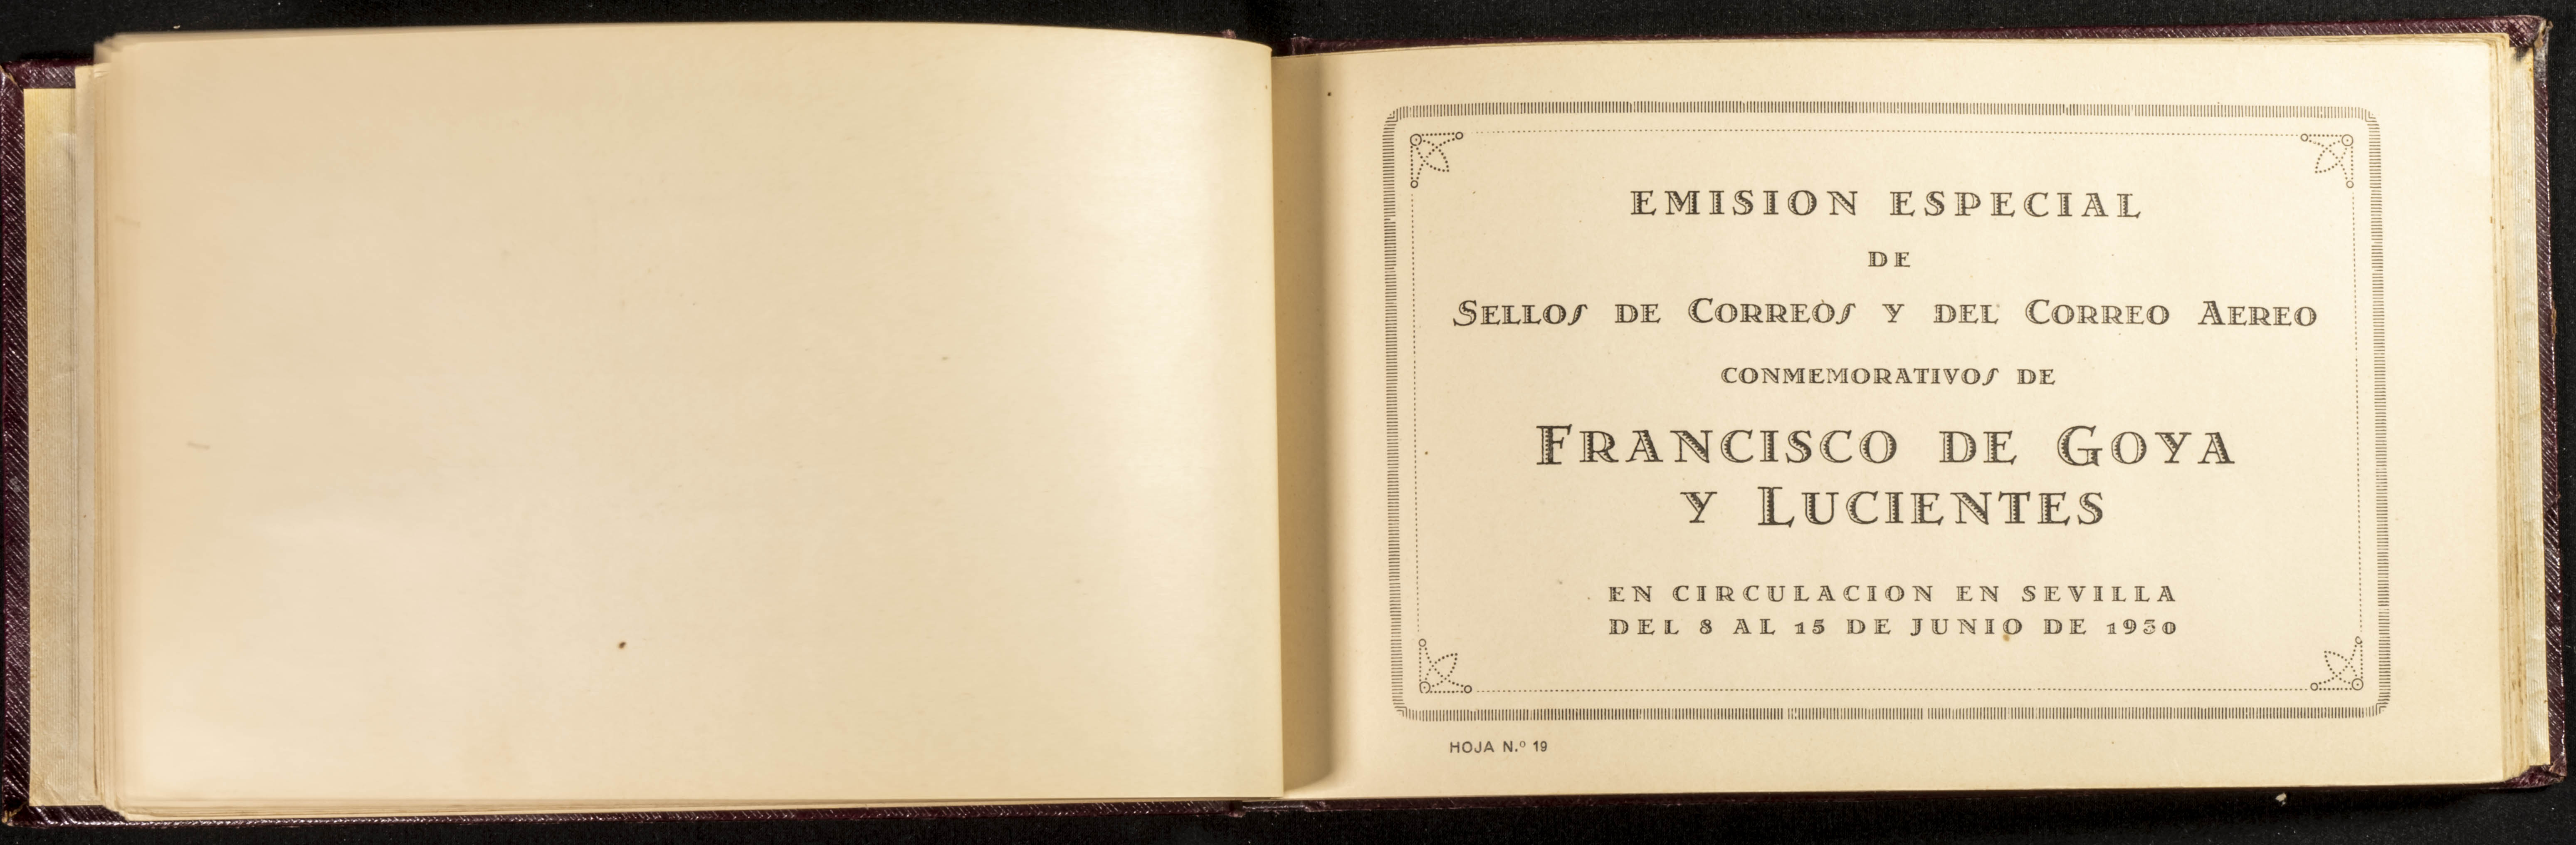 EMISION ESPECIAL
DE
SELLOS DE CORREOS Y DEL CORREO AEREO
CONMEMORATIVOS DE
FRANCISCO DE GOYA
Y LUCIENTES
EN CIRCULACION EN SEVILLA
DEL 8 AL 15 DE JUNIO DE 1930
HOJA N.º 19